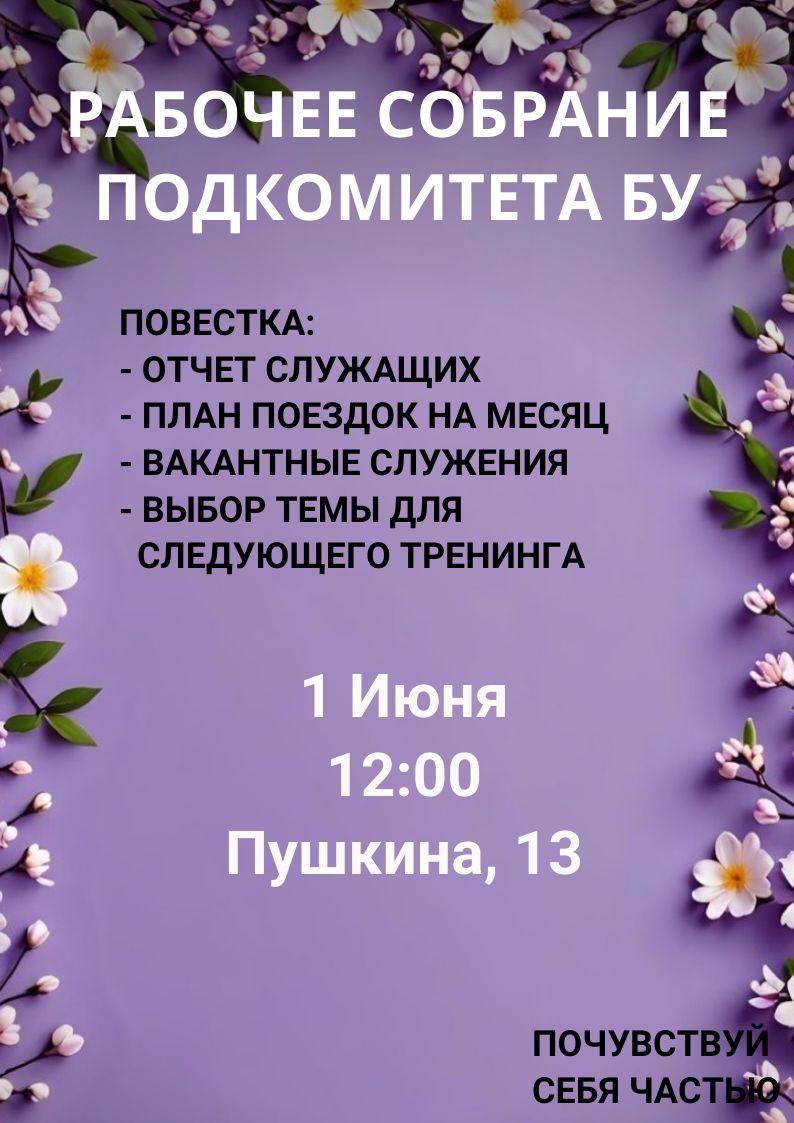 РАБОЧЕЕ СОБРАНИЕ
ПОДКОМИТЕТА БУ
ПОВЕСТКА:
- ОТЧЕТ СЛУЖАЩИХ
- ПЛАН ПОЕЗДОК НА МЕСЯЦ
- ВАКАНТНЫЕ СЛУЖЕНИЯ
- ВЫБОР ТЕМЫ ДЛЯ
СЛЕДУЮЩЕГО ТРЕНИНГА
1 Июня
12:00
Пушкина, 13
ПОЧУВСТВУЙ
СЕБЯ ЧАСТЬЮ